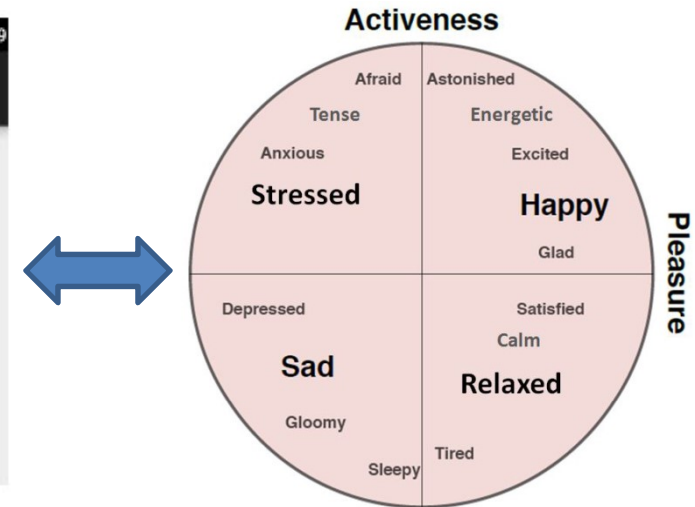 9
Activeness
Afraid Astonished
Tense Energetic
Anxious Excited
Stressed Happy
Glad
Pleasure
Depressed Satisfied
Calm
Sad Relaxed
Gloomy
Tired
Sleepy